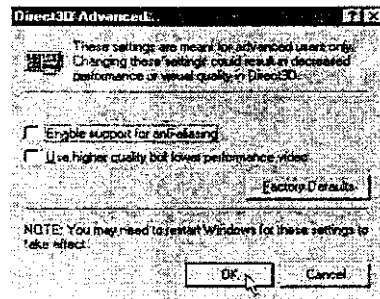 Direct3D Advanced...
These settings are meant for advanced users only.
Changing these settings could result in decreased
performance or visual quality in Direct3D.
Enable support for anti-aliasing
Use higher quality but lower performance video
Factory Defaults
NOTE: You may need to restart Windows for these settings to
take effect.
OK
Cancel